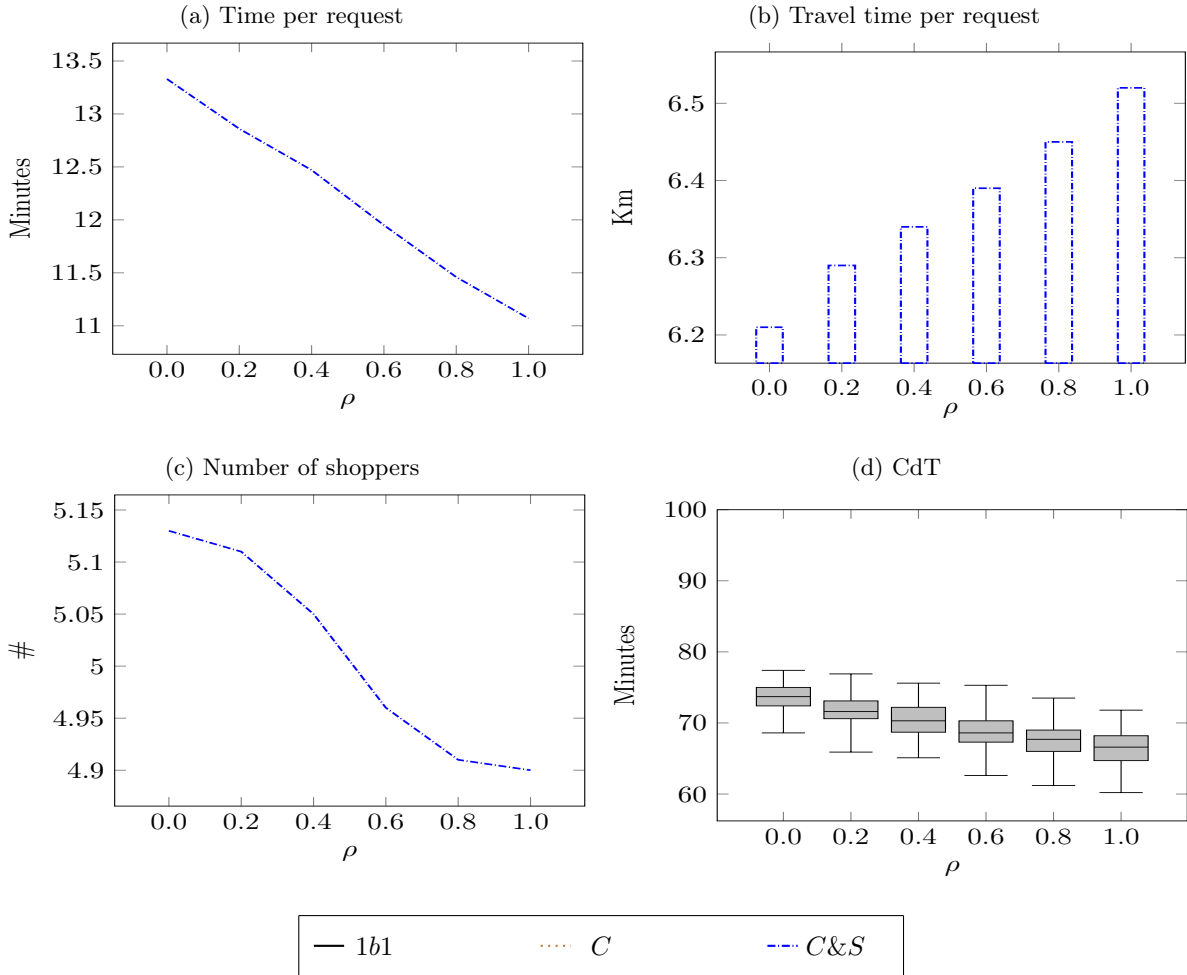 (a) Time per request
13.5
13
12.5
12
11.5
11
Minutes
0.0 0.2 0.4 0.6 0.8 1.0
ρ
(b) Travel time per request
6.5
6.4
6.3
6.2
Km
0.0 0.2 0.4 0.6 0.8 1.0
ρ
(c) Number of shoppers
5.15
5.1
5.05
5
4.95
4.9
#
0.0 0.2 0.4 0.6 0.8 1.0
ρ
(d) CdT
100
90
80
70
60
Minutes
0.0 0.2 0.4 0.6 0.8 1.0
ρ
1b1 C C&S